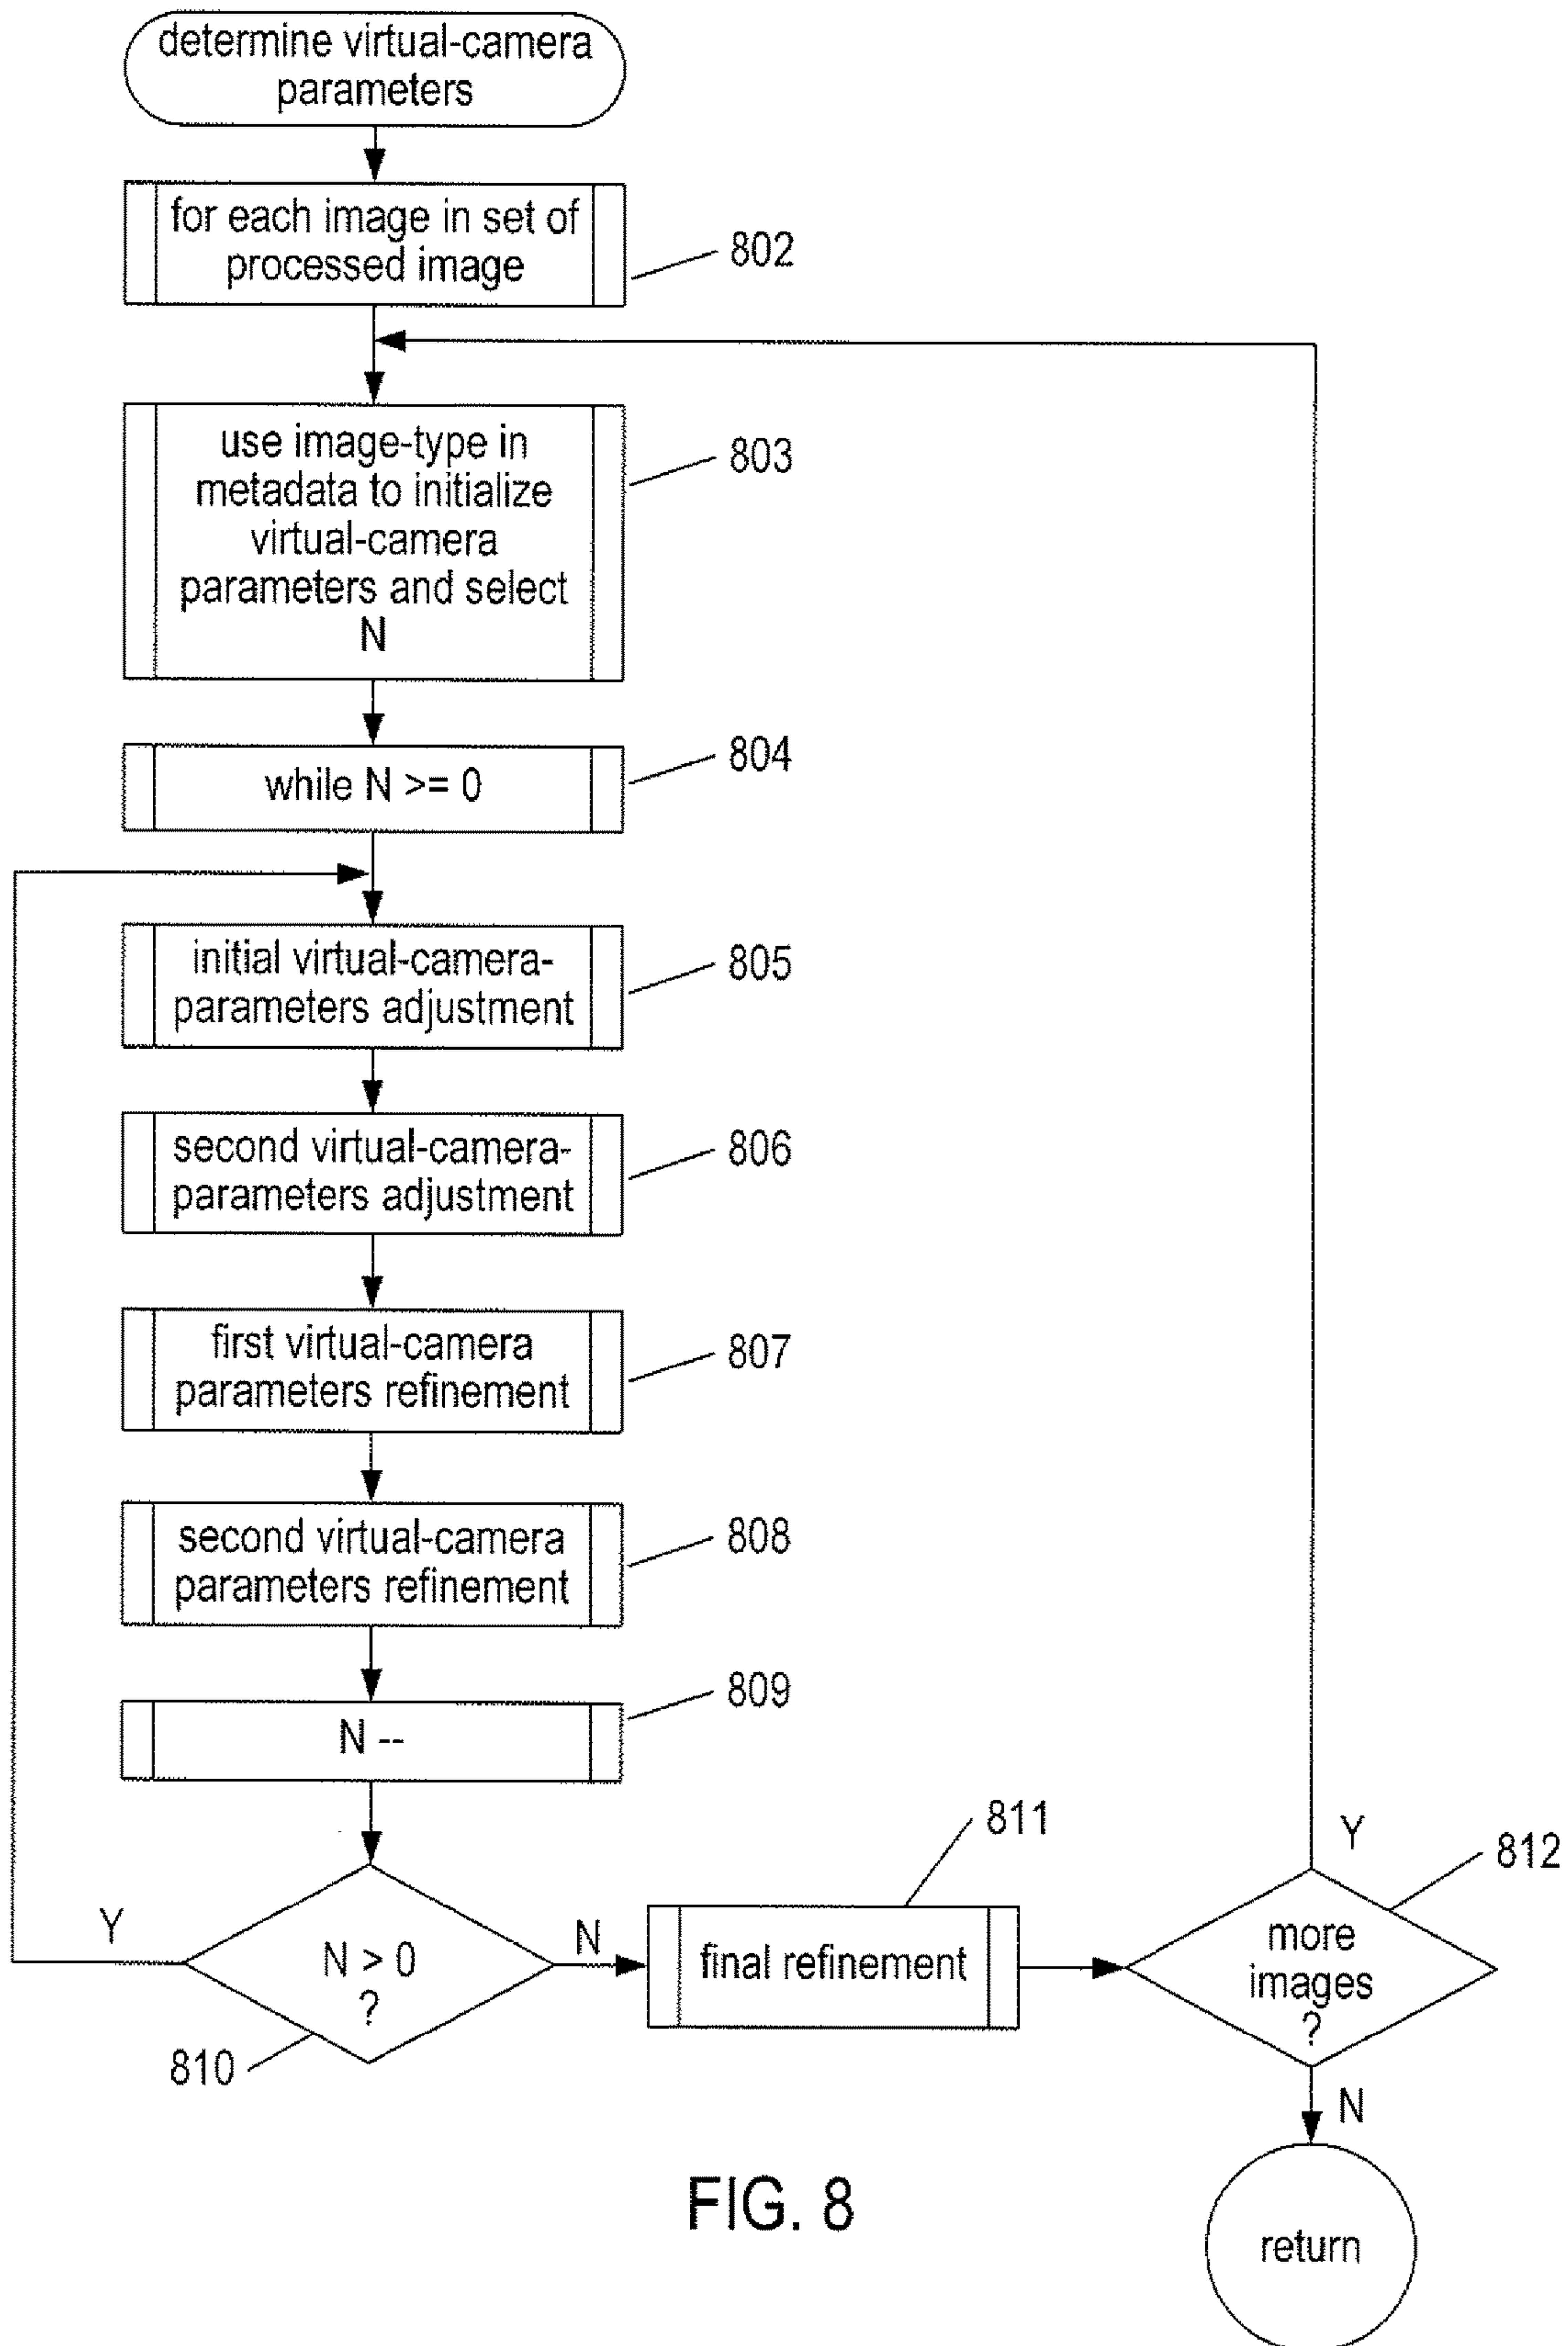 determine virtual-camera
parameters
for each image in set of
processed image
802
use image-type in
metadata to initialize
virtual-camera
parameters and select
N
803
while N >= 0
804
initial virtual-camera-
parameters adjustment
805
second virtual-camera-
parameters adjustment
806
first virtual-camera
parameters refinement
807
second virtual-camera
parameters refinement
808
N --
809
N > 0
?
810
Y
N
final refinement
811
more
images
?
812
Y
N
return
FIG. 8